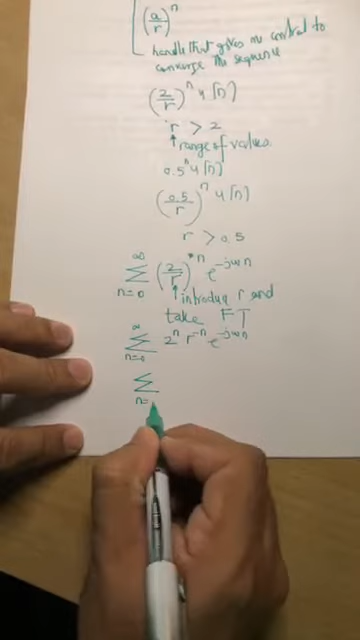 (a/r)^n
handle that gives me control to
converge the sequence
(2/r)^n u[n]
r > 2
↑ range of values
0.5^n u[n]
(0.5/r)^n u[n]
r > 0.5
∑_{n=0}^{∞} (2/r)^n e^{-jωn}
↑ introduce r and
take FT
∑_{n=0}^{∞} 2^n r^{-n} e^{-jωn}
∑_{n=